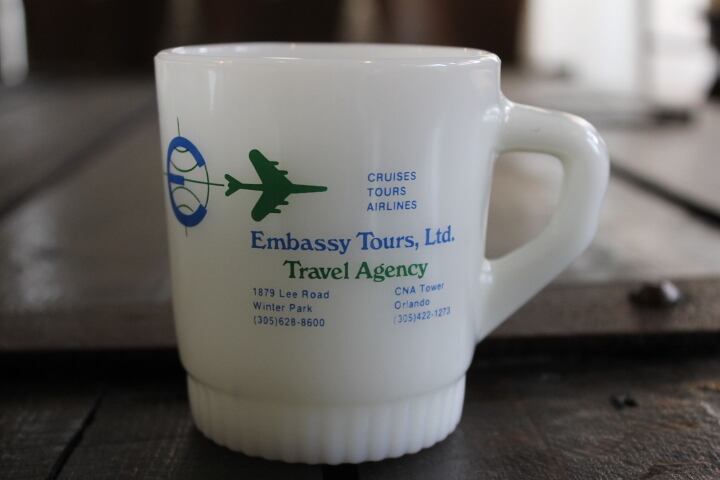 CRUISES
TOURS
AIRLINES
Embassy Tours, Ltd.
Travel Agency
1879 Lee Road
Winter Park
(305)628-8600
CNA Tower
Orlando
(305)422-1273